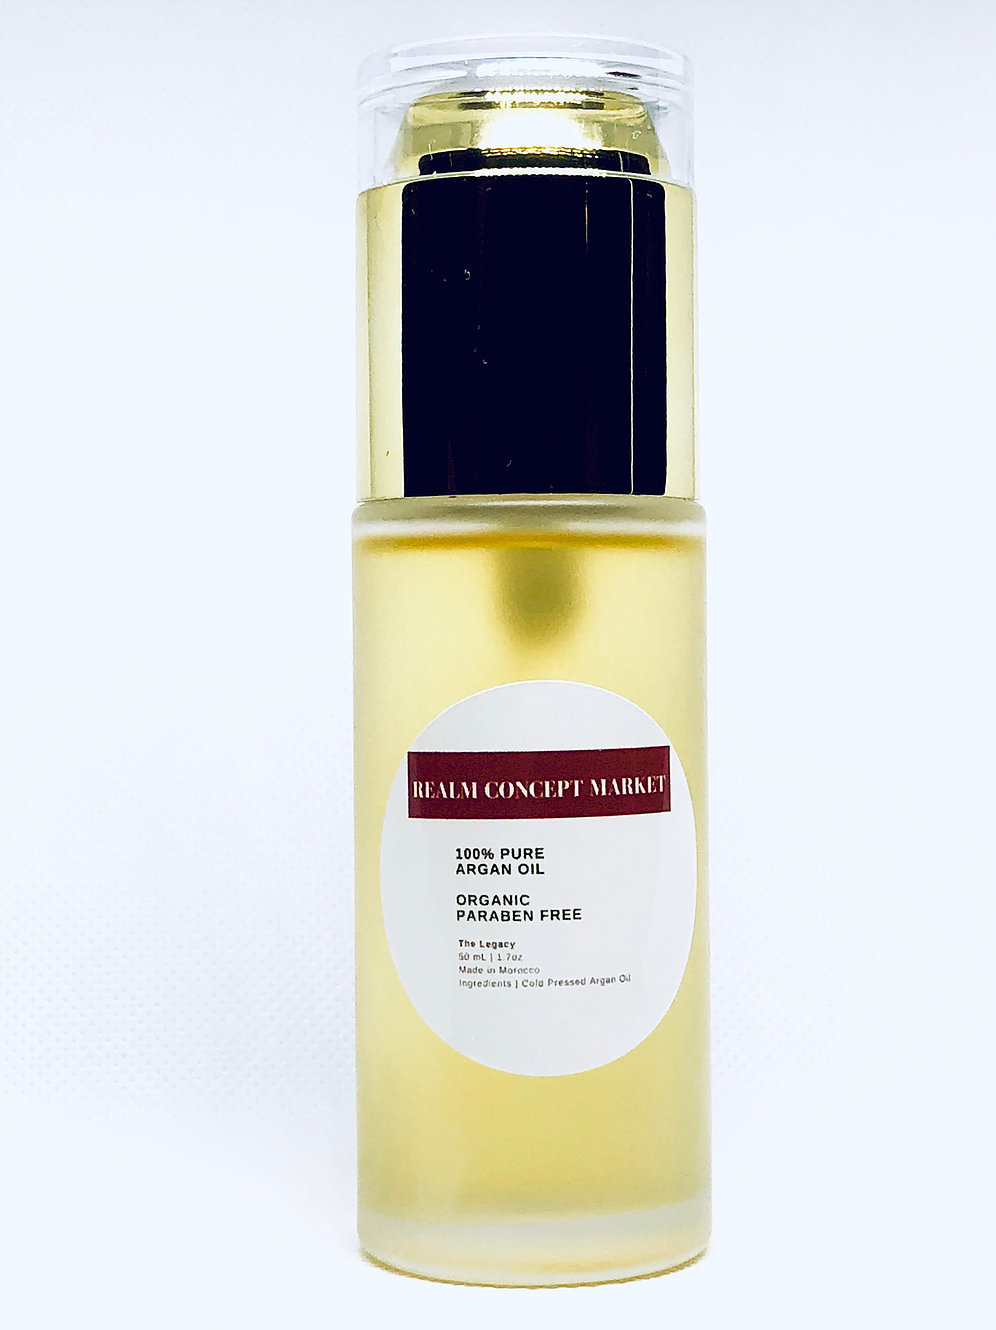 REALM CONCEPT MARKET
100% PURE
ARGAN OIL
ORGANIC
PARABEN FREE
The Legacy
50 mL | 1.7oz
Made in Morocco
Ingredients | Cold Pressed Argan Oil